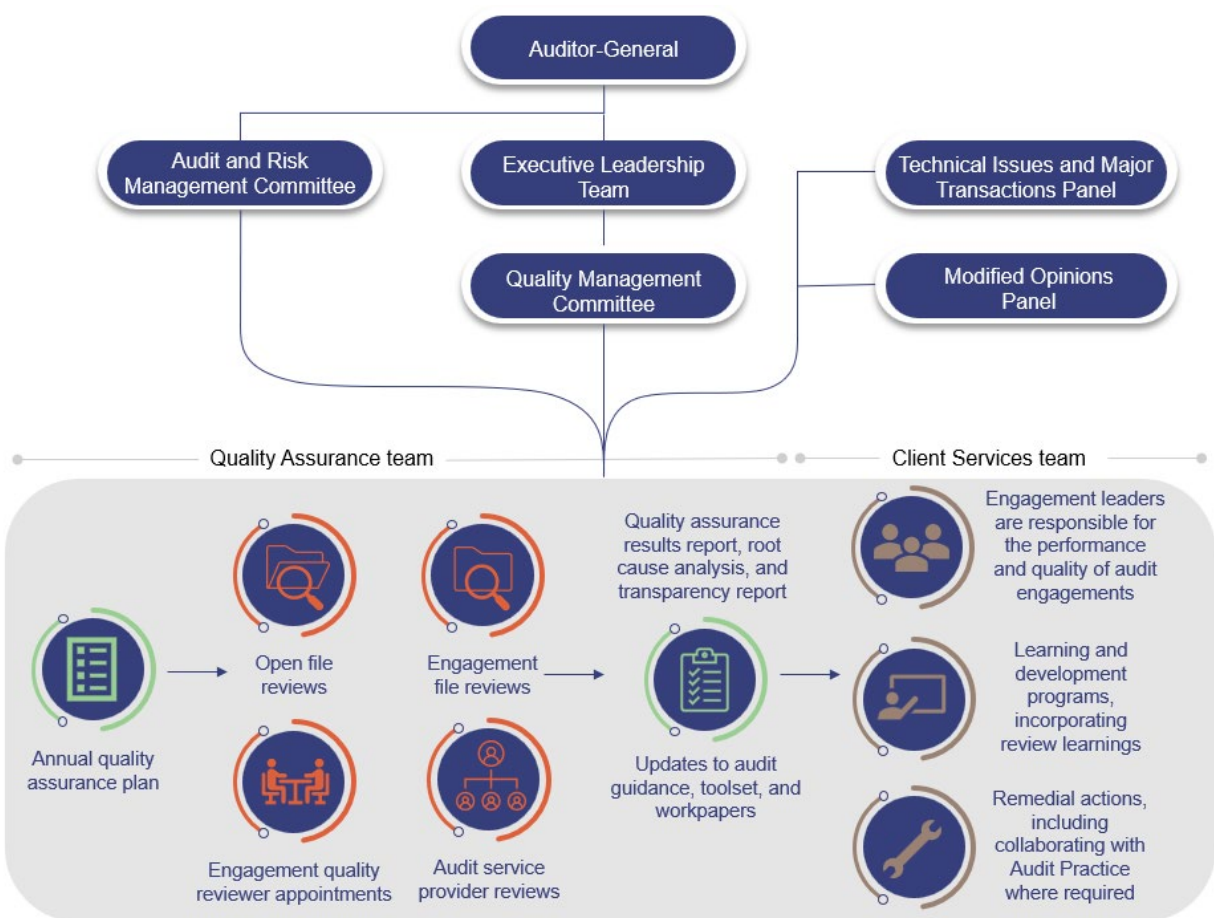 Auditor-General
Audit and Risk
Management Committee
Executive Leadership
Team
Technical Issues and Major
Transactions Panel
Quality Management
Committee
Modified Opinions
Panel
Quality Assurance team
Client Services team
Annual quality
assurance plan
Open file
reviews
Engagement
file reviews
Engagement quality
reviewer appointments
Audit service
provider reviews
Quality assurance
results report, root
cause analysis, and
transparency report
Updates to audit
guidance, toolset, and
workpapers
Engagement leaders
are responsible for
the performance
and quality of audit
engagements
Learning and
development
programs,
incorporating
review learnings
Remedial actions,
including
collaborating with
Audit Practice
where required